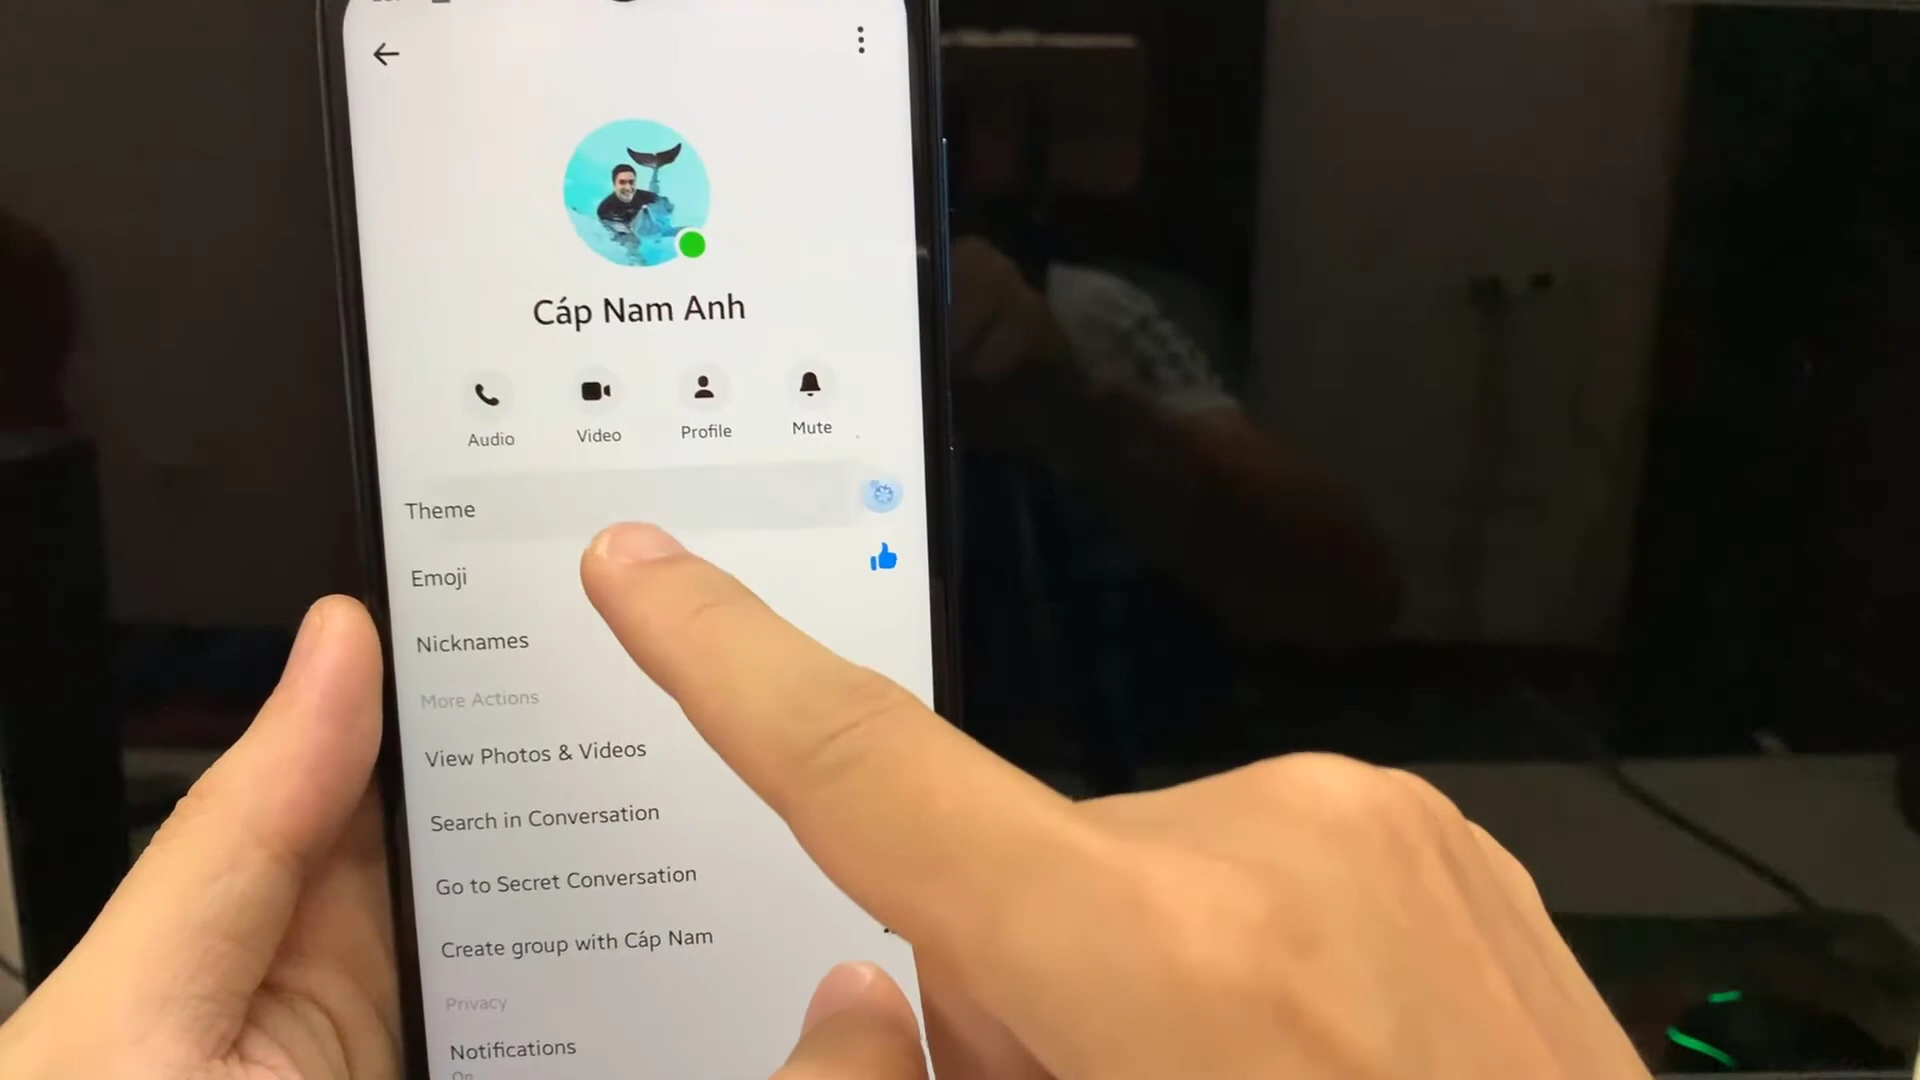 Cáp Nam Anh
Audio
Video
Profile
Mute
Theme
Emoji
Nicknames
More Actions
View Photos & Videos
Search in Conversation
Go to Secret Conversation
Create group with Cáp Nam
Privacy
Notifications
On